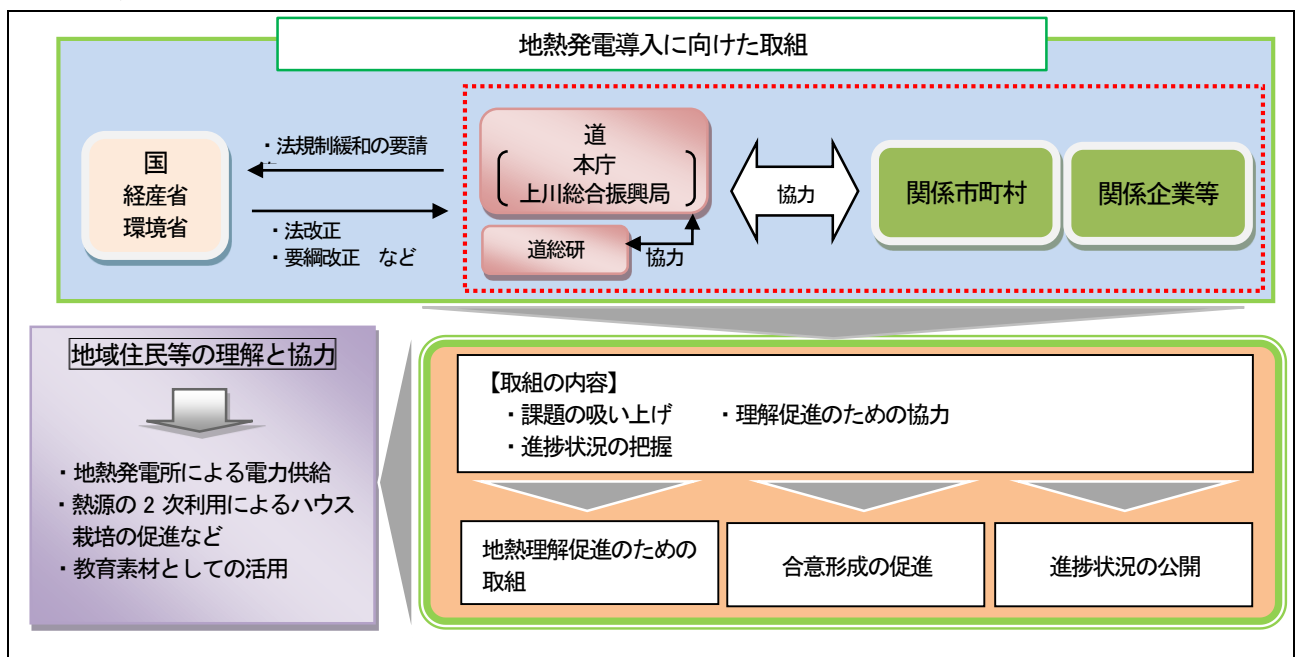 地熱発電導入に向けた取組
国
経産省
環境省
・法規制緩和の要請
・法改正
・要綱改正 など
道
本庁
上川総合振興局
道総研
協力
協力
関係市町村
関係企業等
地域住民等の理解と協力
・地熱発電所による電力供給
・熱源の 2 次利用によるハウス
栽培の促進など
・教育素材としての活用
【取組の内容】
・課題の吸い上げ ・理解促進のための協力
・進捗状況の把握
地熱理解促進のための
取組
合意形成の促進
進捗状況の公開